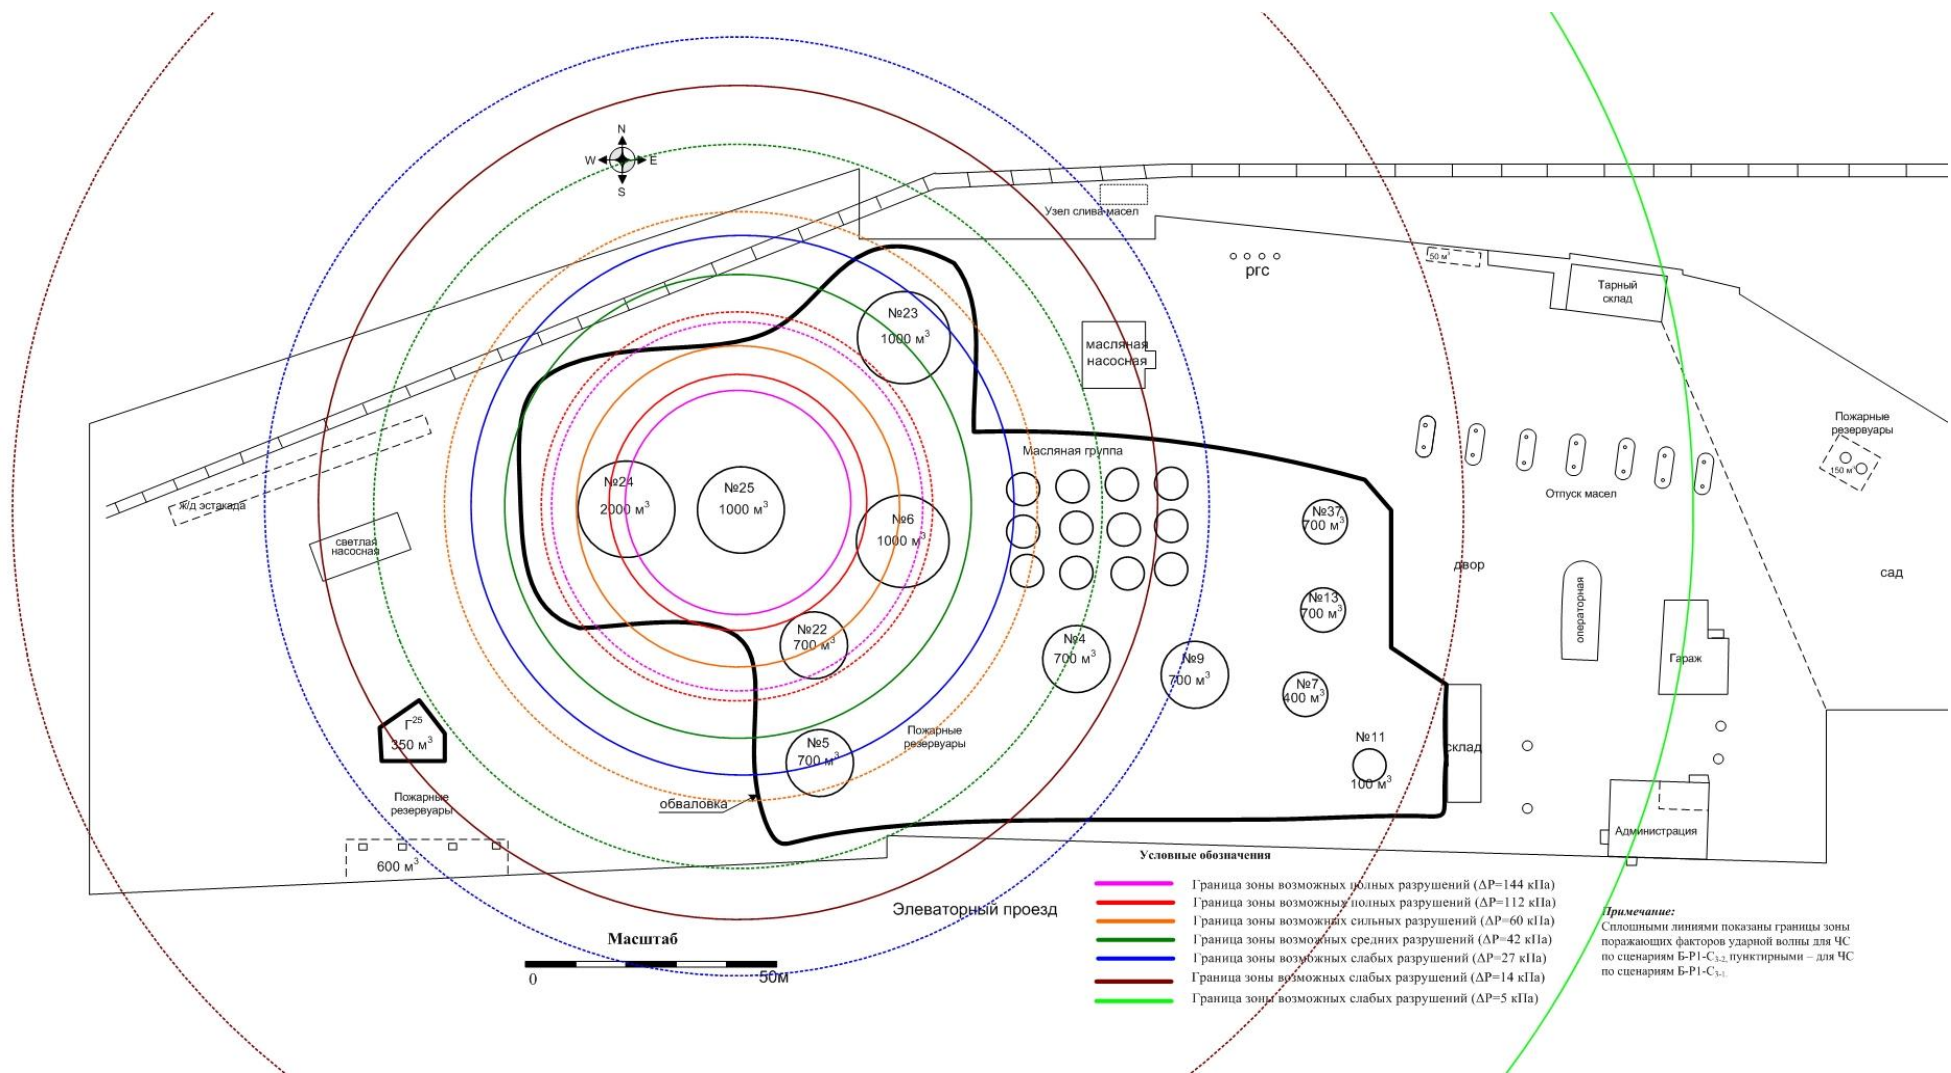 N
W
E
S
Узел слива масел
50 м³
ргс
Тарный
склад
№23
1000 м³
масляная
насосная
Пожарные
резервуары
150 м³
Масляная группа
№24
2000 м³
№25
1000 м³
№6
1000 м³
Отпуск масел
ж/д эстакада
светлая
насосная
№37
700 м³
двор
сад
операторная
№13
700 м³
№22
700 м³
№4
700 м³
№9
700 м³
№7
400 м³
Гараж
Г²⁵
350 м³
Пожарные
резервуары
№5
700 м³
№11
100 м³
склад
обваловка
Пожарные
резервуары
600 м³
Администрация
Элеваторный проезд
Масштаб
0
50м
Условные обозначения
Граница зоны возможных полных разрушений (ΔP=144 кПа)
Граница зоны возможных полных разрушений (ΔP=112 кПа)
Граница зоны возможных сильных разрушений (ΔP=60 кПа)
Граница зоны возможных средних разрушений (ΔP=42 кПа)
Граница зоны возможных слабых разрушений (ΔP=27 кПа)
Граница зоны возможных слабых разрушений (ΔP=14 кПа)
Граница зоны возможных слабых разрушений (ΔP=5 кПа)
Примечание:
Сплошными линиями показаны границы зоны
поражающих факторов ударной волны для ЧС
по сценариям Б-Р1-С₃₋₂, пунктирными – для ЧС
по сценариям Б-Р1-С₃₋₁.